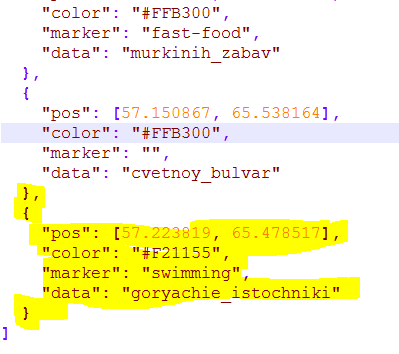 "color": "#FFB300",
"marker": "fast-food",
"data": "murkinih_zabav"
},
{
"pos": [57.150867, 65.538164],
"color": "#FFB300",
"marker": "",
"data": "cvetnoy_bulvar"
},
{
"pos": [57.223819, 65.478517],
"color": "#F21155",
"marker": "swimming",
"data": "goryachie_istochniki"
}
]